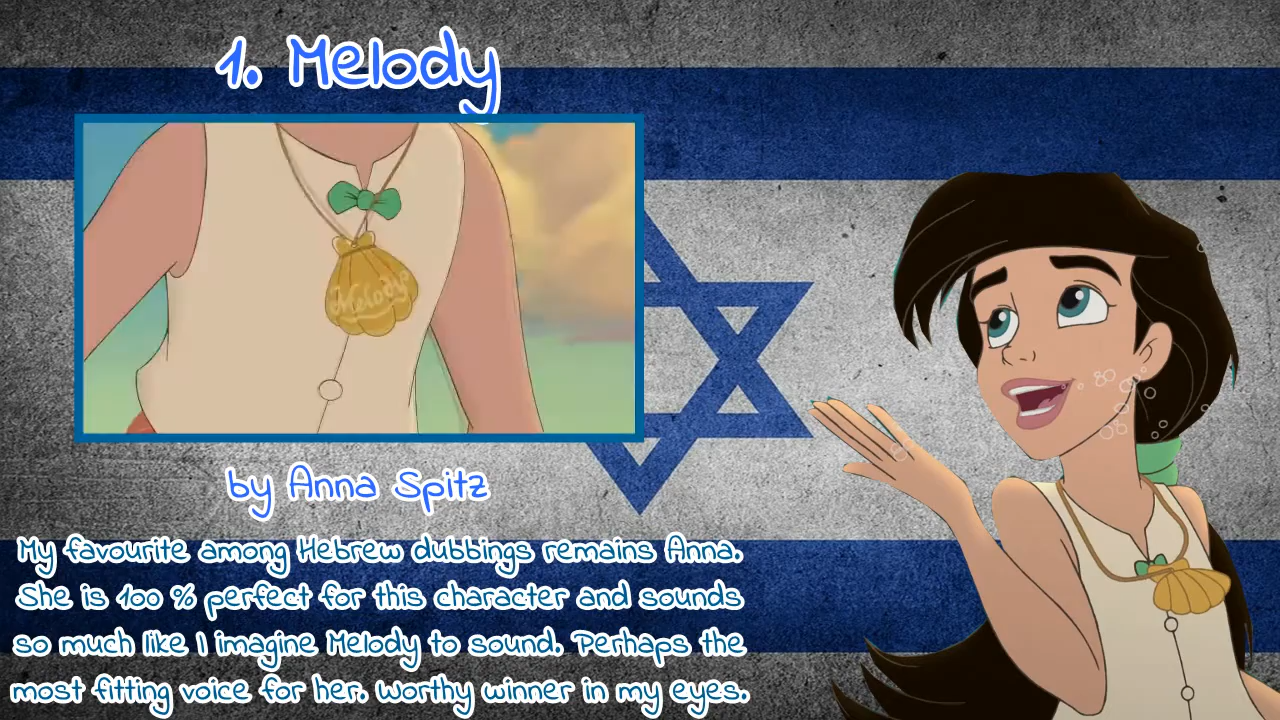 1. Melody
Melody
by Anna Spitz
My favourite among Hebrew dubbings remains Anna.
She is 100 % perfect for this character and sounds
so much like I imagine Melody to sound. Perhaps the
most fitting voice for her. Worthy winner in my eyes.